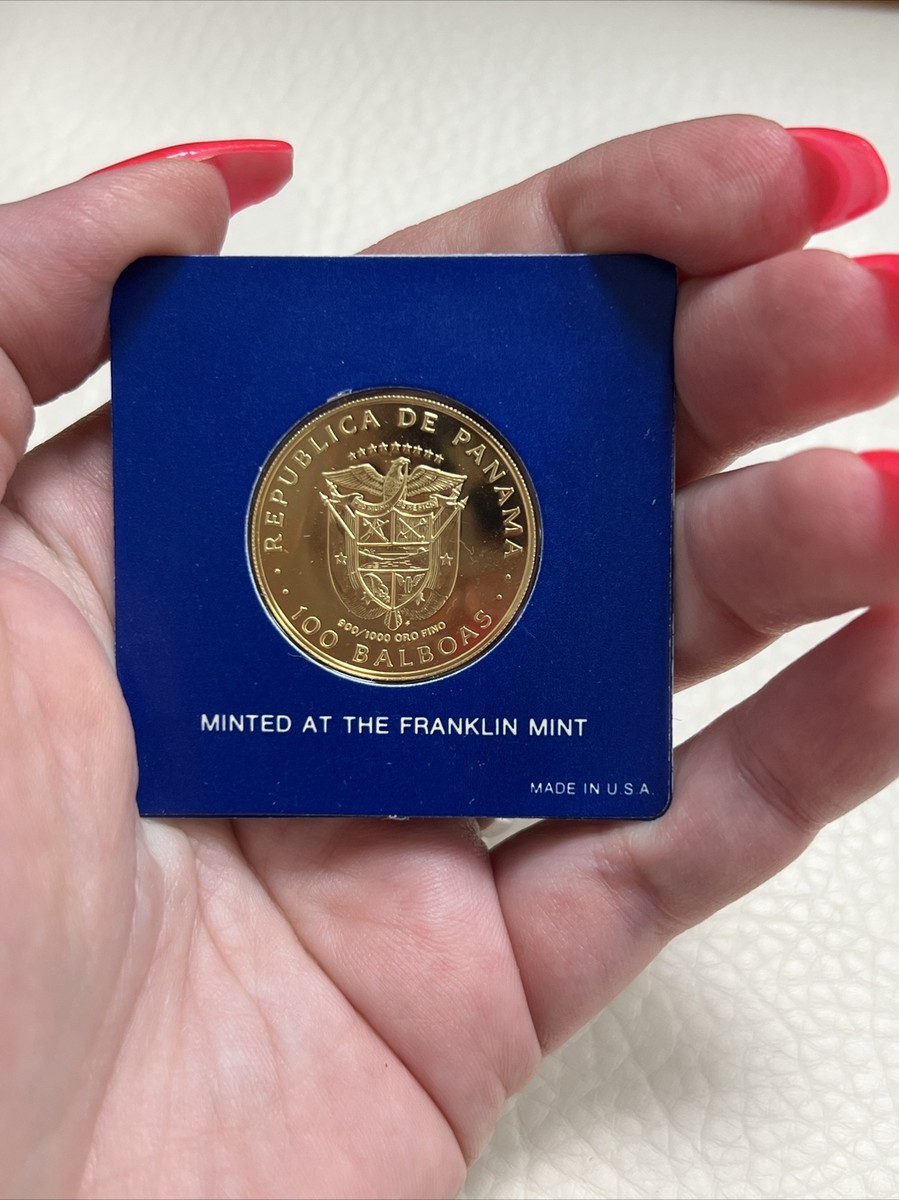 REPUBLICA DE PANAMA
900/1000 ORO FINO
100 BALBOAS
MINTED AT THE FRANKLIN MINT
MADE IN U.S.A.